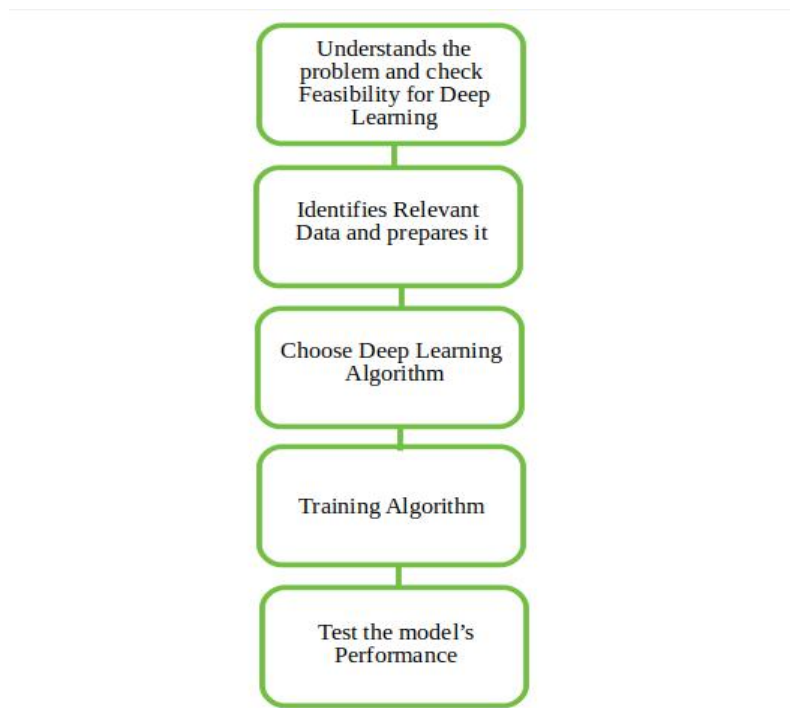 Understands the
problem and check
Feasibility for Deep
Learning
Identifies Relevant
Data and prepares it
Choose Deep Learning
Algorithm
Training Algorithm
Test the model’s
Performance